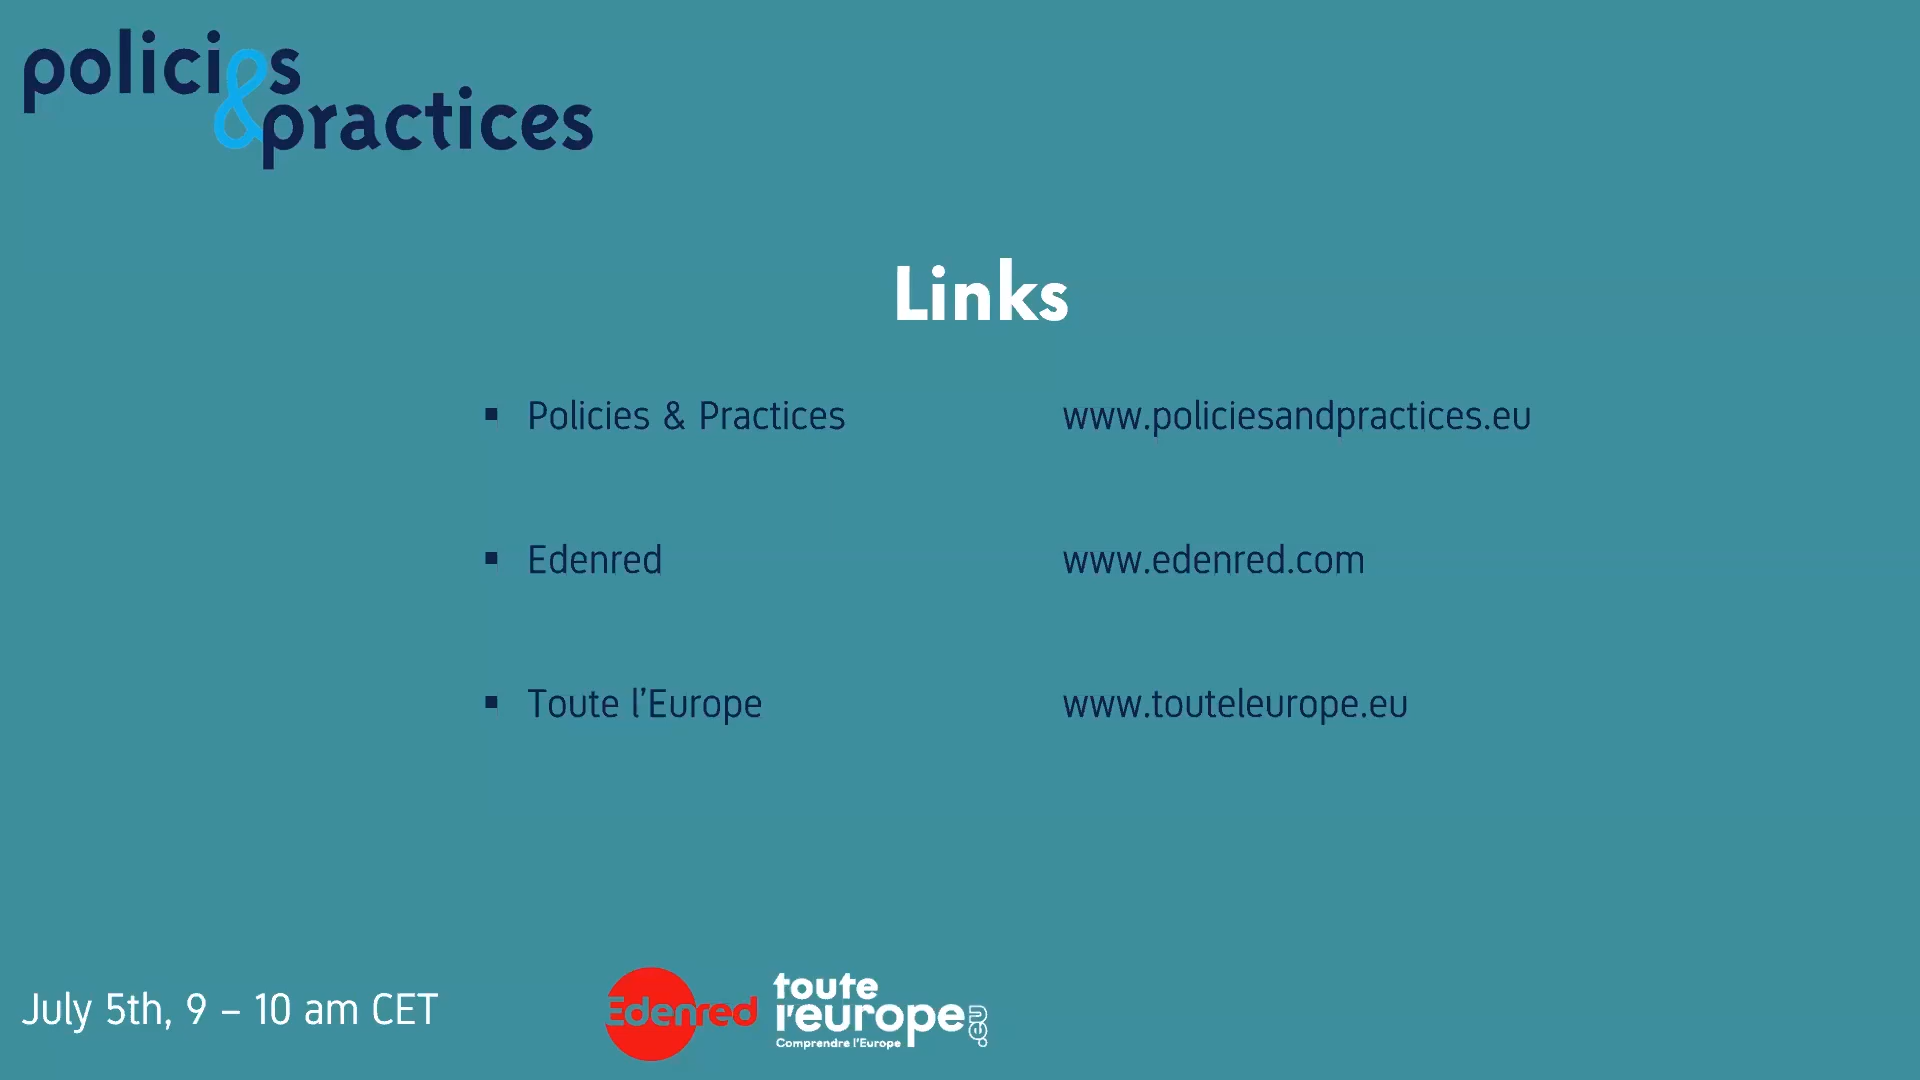 policies
&practices
Links
▪ Policies & Practices www.policiesandpractices.eu
▪ Edenred www.edenred.com
▪ Toute l’Europe www.touteleurope.eu
July 5th, 9 – 10 am CET
Edenred
toute
l'europe.eu
Comprendre l'Europe